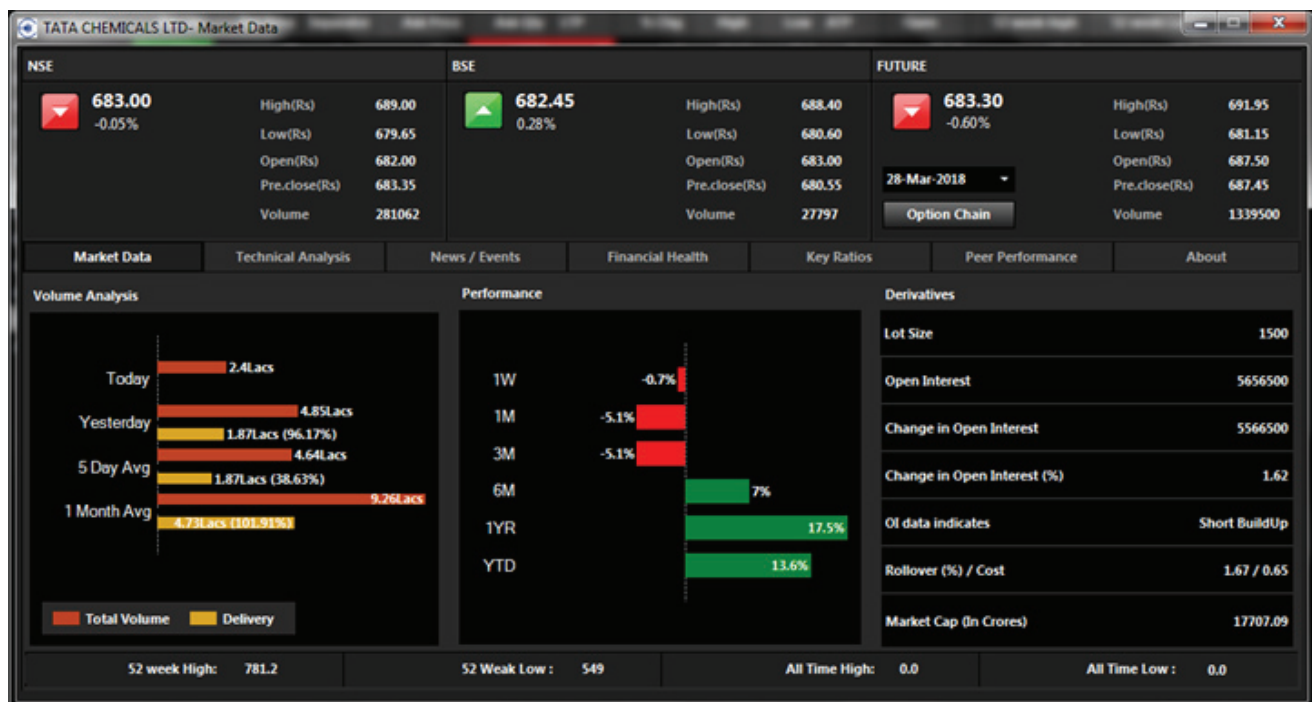 TATA CHEMICALS LTD- Market Data
NSE
683.00
-0.05%
High(Rs) 689.00
Low(Rs) 679.65
Open(Rs) 682.00
Pre.close(Rs) 683.35
Volume 281062
BSE
682.45
0.28%
High(Rs) 688.40
Low(Rs) 680.60
Open(Rs) 683.00
Pre.close(Rs) 680.55
Volume 27797
FUTURE
683.30
-0.60%
28-Mar-2018
Option Chain
High(Rs) 691.95
Low(Rs) 681.15
Open(Rs) 687.50
Pre.close(Rs) 687.45
Volume 1339500
Market Data Technical Analysis News / Events Financial Health Key Ratios Peer Performance About
Volume Analysis
Today 2.4Lacs
Yesterday 4.85Lacs
1.87Lacs (96.17%)
5 Day Avg 4.64Lacs
1.87Lacs (38.63%)
1 Month Avg 9.26Lacs
4.73Lacs (101.91%)
Total Volume Delivery
Performance
1W -0.7%
1M -5.1%
3M -5.1%
6M 7%
1YR 17.5%
YTD 13.6%
Derivatives
Lot Size 1500
Open Interest 5656500
Change in Open Interest 5566500
Change in Open Interest (%) 1.62
OI data indicates Short BuildUp
Rollover (%) / Cost 1.67 / 0.65
Market Cap (In Crores) 17707.09
52 week High: 781.2 52 Weak Low : 549 All Time High: 0.0 All Time Low : 0.0